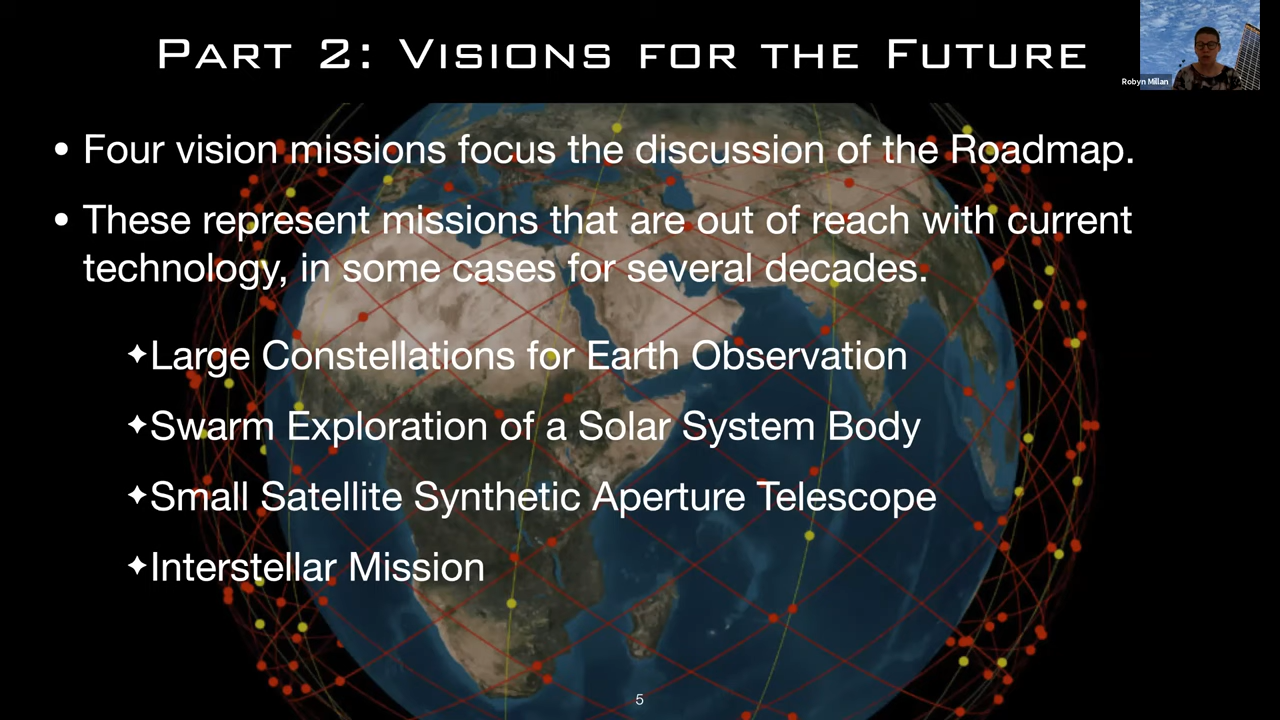 Part 2: Visions for the Future
Robyn Millan
• Four vision missions focus the discussion of the Roadmap.
• These represent missions that are out of reach with current
technology, in some cases for several decades.
✦Large Constellations for Earth Observation
✦Swarm Exploration of a Solar System Body
✦Small Satellite Synthetic Aperture Telescope
✦Interstellar Mission
5